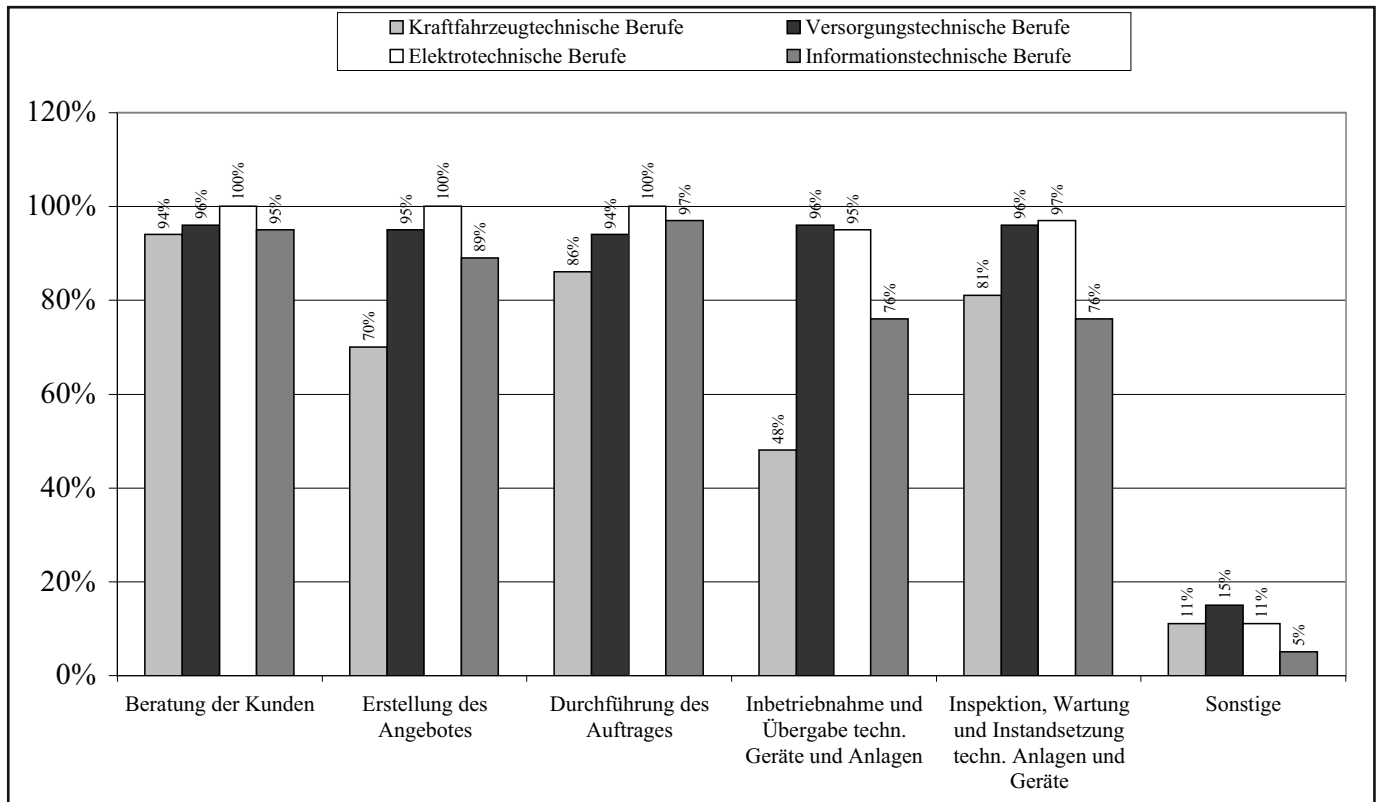 Kraftfahrzeugtechnische Berufe
Versorgungstechnische Berufe
Elektrotechnische Berufe
Informationstechnische Berufe
120%
100%
80%
60%
40%
20%
0%
94%
96%
100%
95%
70%
95%
100%
89%
86%
94%
100%
97%
48%
96%
95%
76%
81%
96%
97%
76%
11%
15%
11%
5%
Beratung der Kunden
Erstellung des
Angebotes
Durchführung des
Auftrages
Inbetriebnahme und
Übergabe techn.
Geräte und Anlagen
Inspektion, Wartung
und Instandsetzung
techn. Anlagen und
Geräte
Sonstige